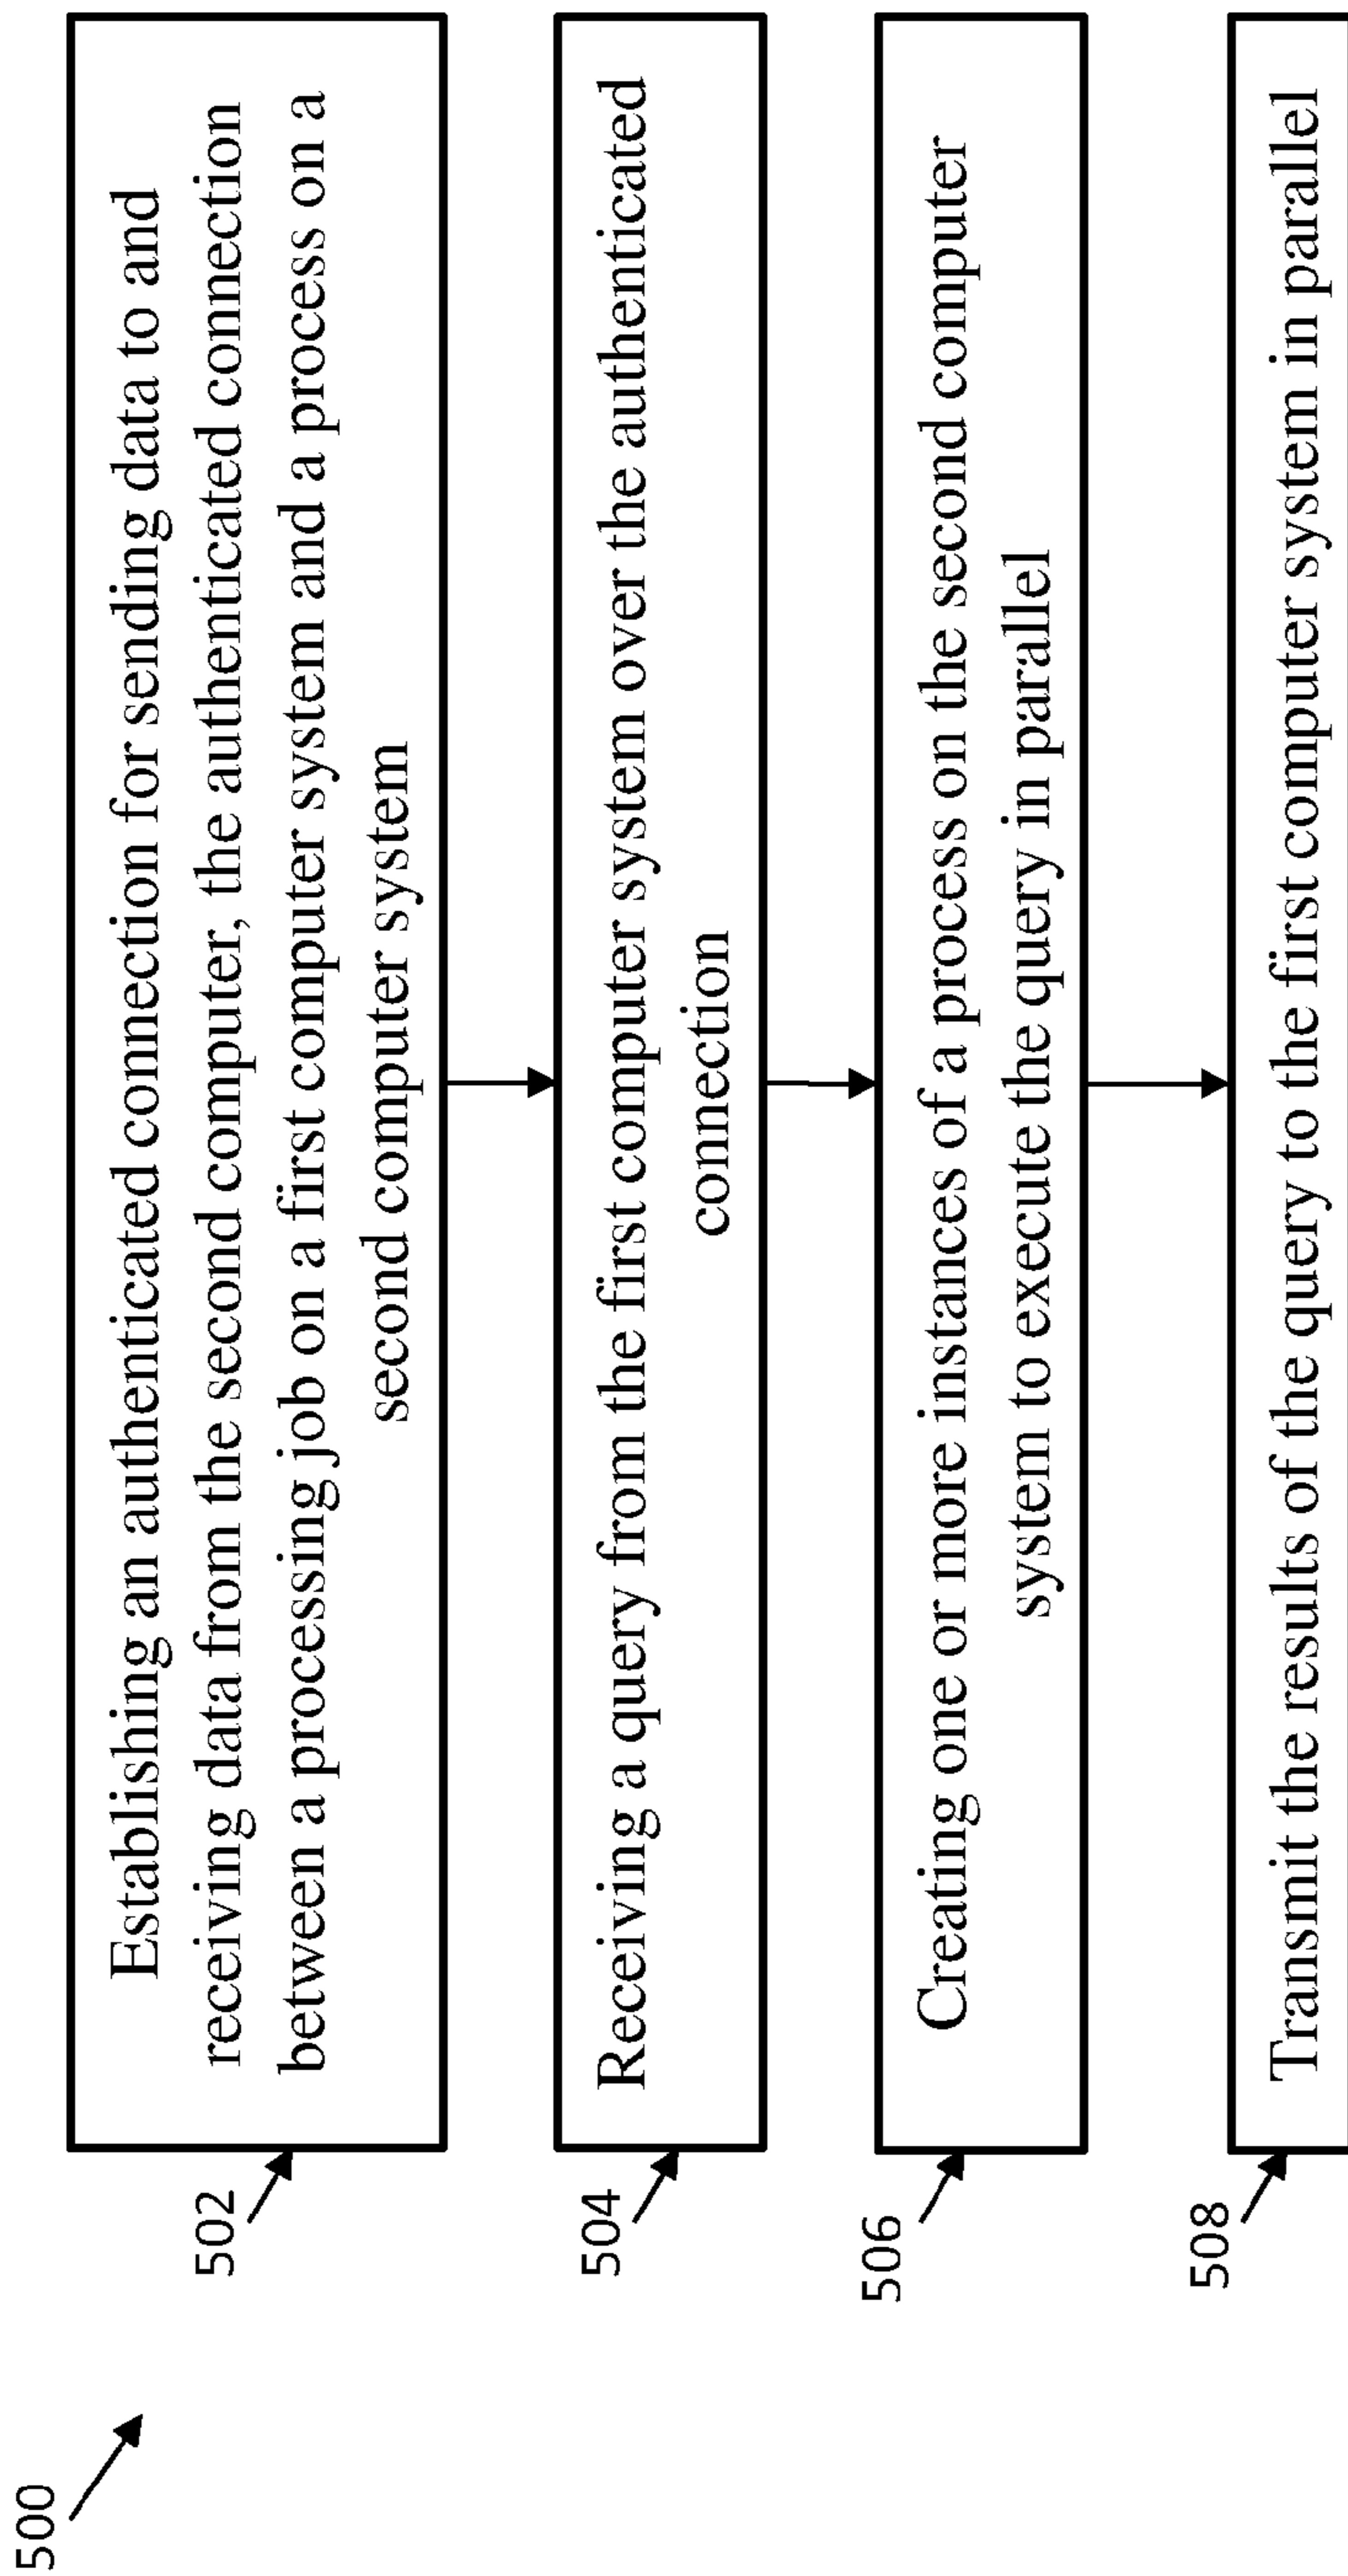 500
502
Establishing an authenticated connection for sending data to and
receiving data from the second computer, the authenticated connection
between a processing job on a first computer system and a process on a
second computer system
504
Receiving a query from the first computer system over the authenticated
connection
506
Creating one or more instances of a process on the second computer
system to execute the query in parallel
508
Transmit the results of the query to the first computer system in parallel